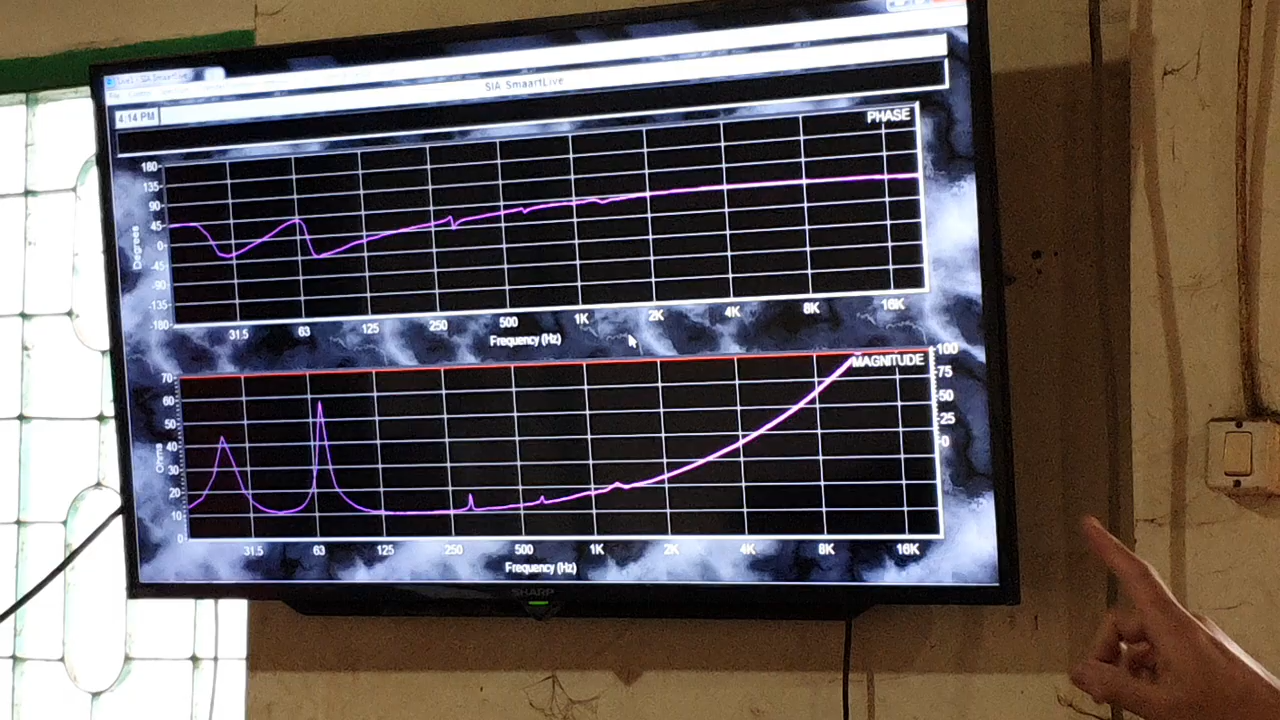 SIA SmaartLive
4:14 PM
PHASE
180
135
90
45
0
-45
-90
-135
-180
Degrees
31.5 63 125 250 500 1K 2K 4K 8K 16K
Frequency (Hz)
MAGNITUDE
70
60
50
40
30
20
10
0
Ohms
100
75
50
25
0
31.5 63 125 250 500 1K 2K 4K 8K 16K
Frequency (Hz)
SHARP